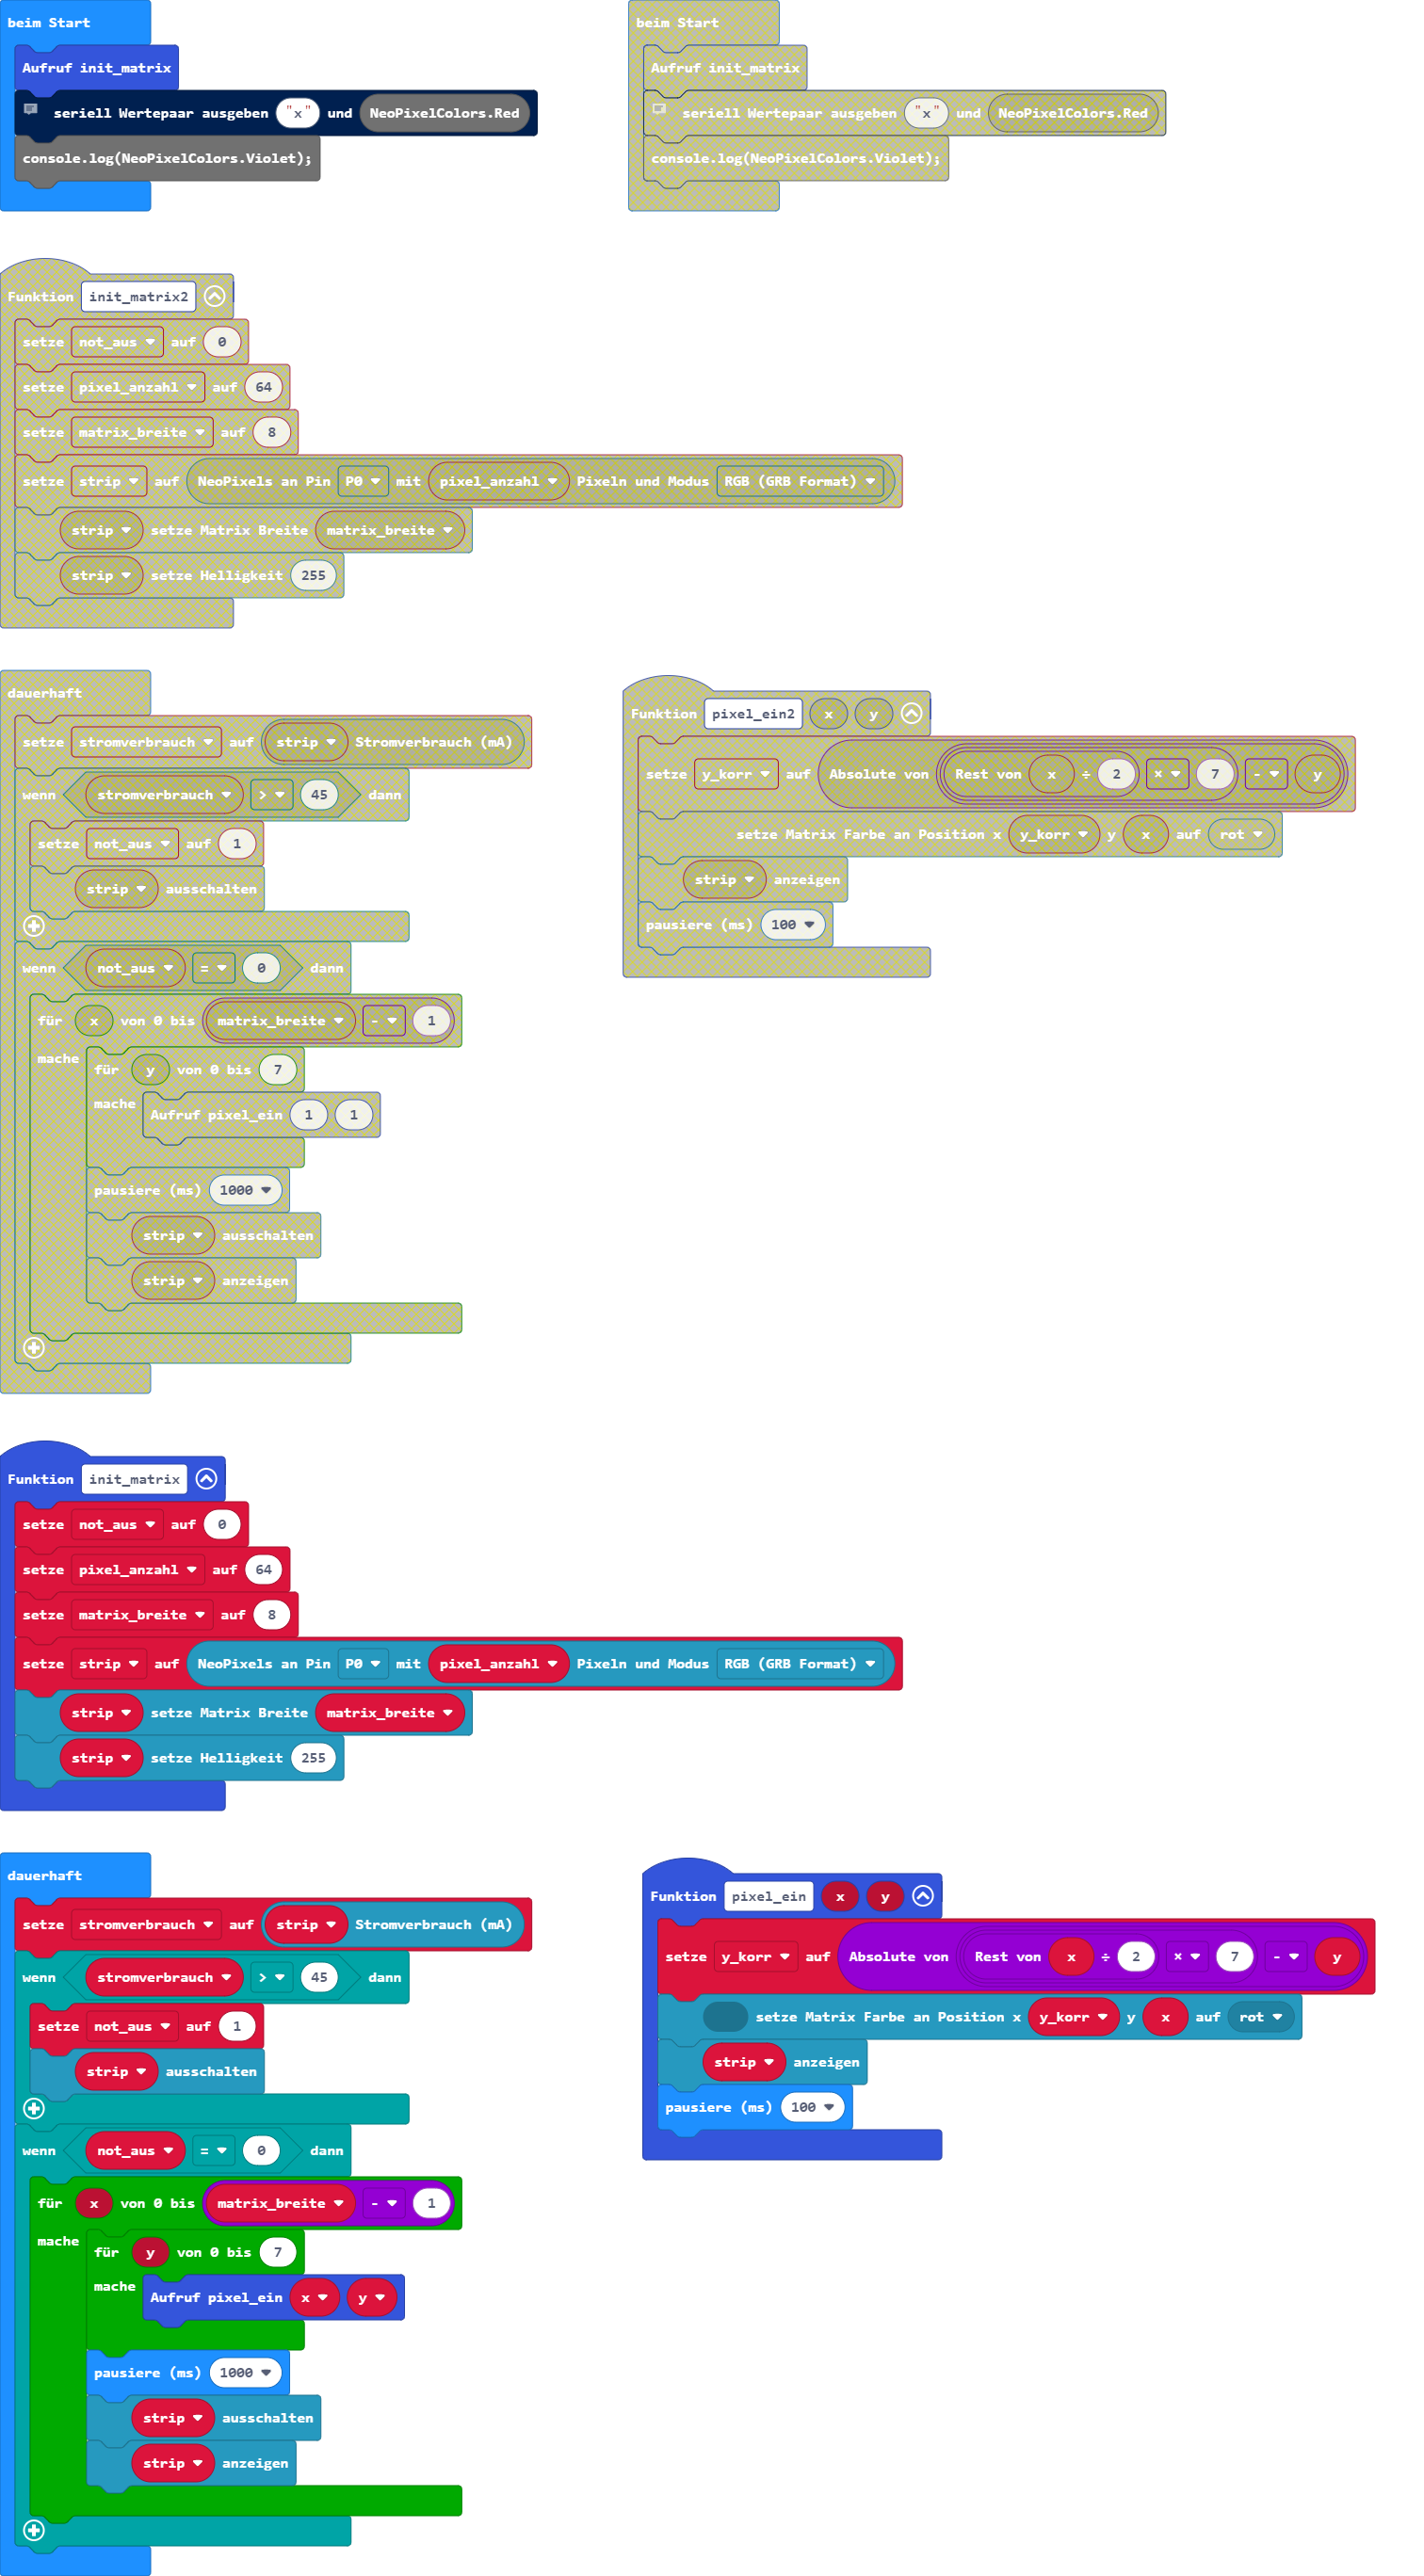 beim Start
Aufruf init_matrix
seriell Wertepaar ausgeben "x" und NeoPixelColors.Red
console.log(NeoPixelColors.Violet);
beim Start
Aufruf init_matrix
seriell Wertepaar ausgeben "x" und NeoPixelColors.Red
console.log(NeoPixelColors.Violet);
Funktion init_matrix2
setze not_aus auf 0
setze pixel_anzahl auf 64
setze matrix_breite auf 8
setze strip auf NeoPixels an Pin P0 mit pixel_anzahl Pixeln und Modus RGB (GRB Format)
strip setze Matrix Breite matrix_breite
strip setze Helligkeit 255
dauerhaft
setze stromverbrauch auf strip Stromverbrauch (mA)
wenn stromverbrauch > 45 dann
setze not_aus auf 1
strip ausschalten
wenn not_aus = 0 dann
für x von 0 bis matrix_breite - 1
mache
für y von 0 bis 7
mache
Aufruf pixel_ein 1 1
pausiere (ms) 1000
strip ausschalten
strip anzeigen
Funktion pixel_ein2 x y
setze y_korr auf Absolute von Rest von x ÷ 2 × 7 - y
setze Matrix Farbe an Position x y_korr y x auf rot
strip anzeigen
pausiere (ms) 100
Funktion init_matrix
setze not_aus auf 0
setze pixel_anzahl auf 64
setze matrix_breite auf 8
setze strip auf NeoPixels an Pin P0 mit pixel_anzahl Pixeln und Modus RGB (GRB Format)
strip setze Matrix Breite matrix_breite
strip setze Helligkeit 255
dauerhaft
setze stromverbrauch auf strip Stromverbrauch (mA)
wenn stromverbrauch > 45 dann
setze not_aus auf 1
strip ausschalten
wenn not_aus = 0 dann
für x von 0 bis matrix_breite - 1
mache
für y von 0 bis 7
mache
Aufruf pixel_ein x y
pausiere (ms) 1000
strip ausschalten
strip anzeigen
Funktion pixel_ein x y
setze y_korr auf Absolute von Rest von x ÷ 2 × 7 - y
setze Matrix Farbe an Position x y_korr y x auf rot
strip anzeigen
pausiere (ms) 100